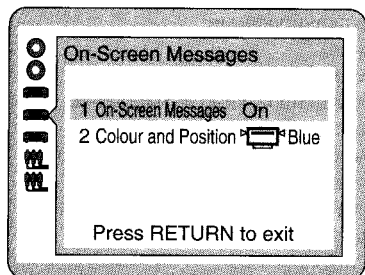 On-Screen Messages
1 On-Screen Messages On
2 Colour and Position Blue
Press RETURN to exit